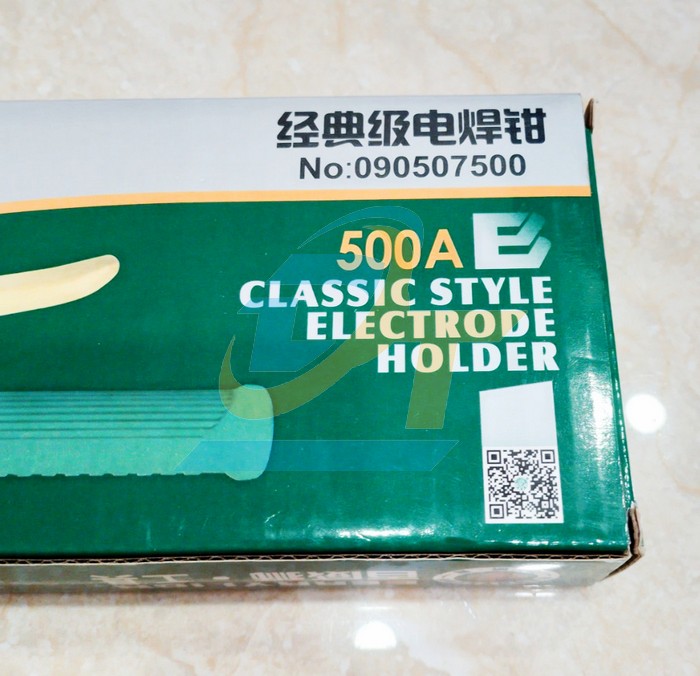 经典级电焊钳
No:090507500
500A
CLASSIC STYLE
ELECTRODE
HOLDER